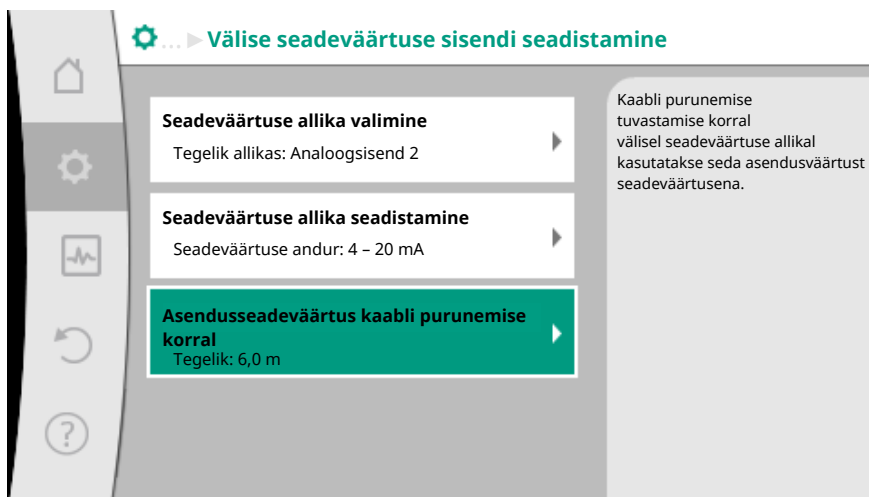 ... Välise seadeväärtuse sisendi seadistamine
Seadeväärtuse allika valimine
Tegelik allikas: Analoogsisend 2
Seadeväärtuse allika seadistamine
Seadeväärtuse andur: 4 – 20 mA
Asendusseadeväärtus kaabli purunemise
korral
Tegelik: 6,0 m
Kaabli purunemise
tuvastamise korral
välisel seadeväärtuse allikal
kasutatakse seda asendusväärtust
seadeväärtusena.
?